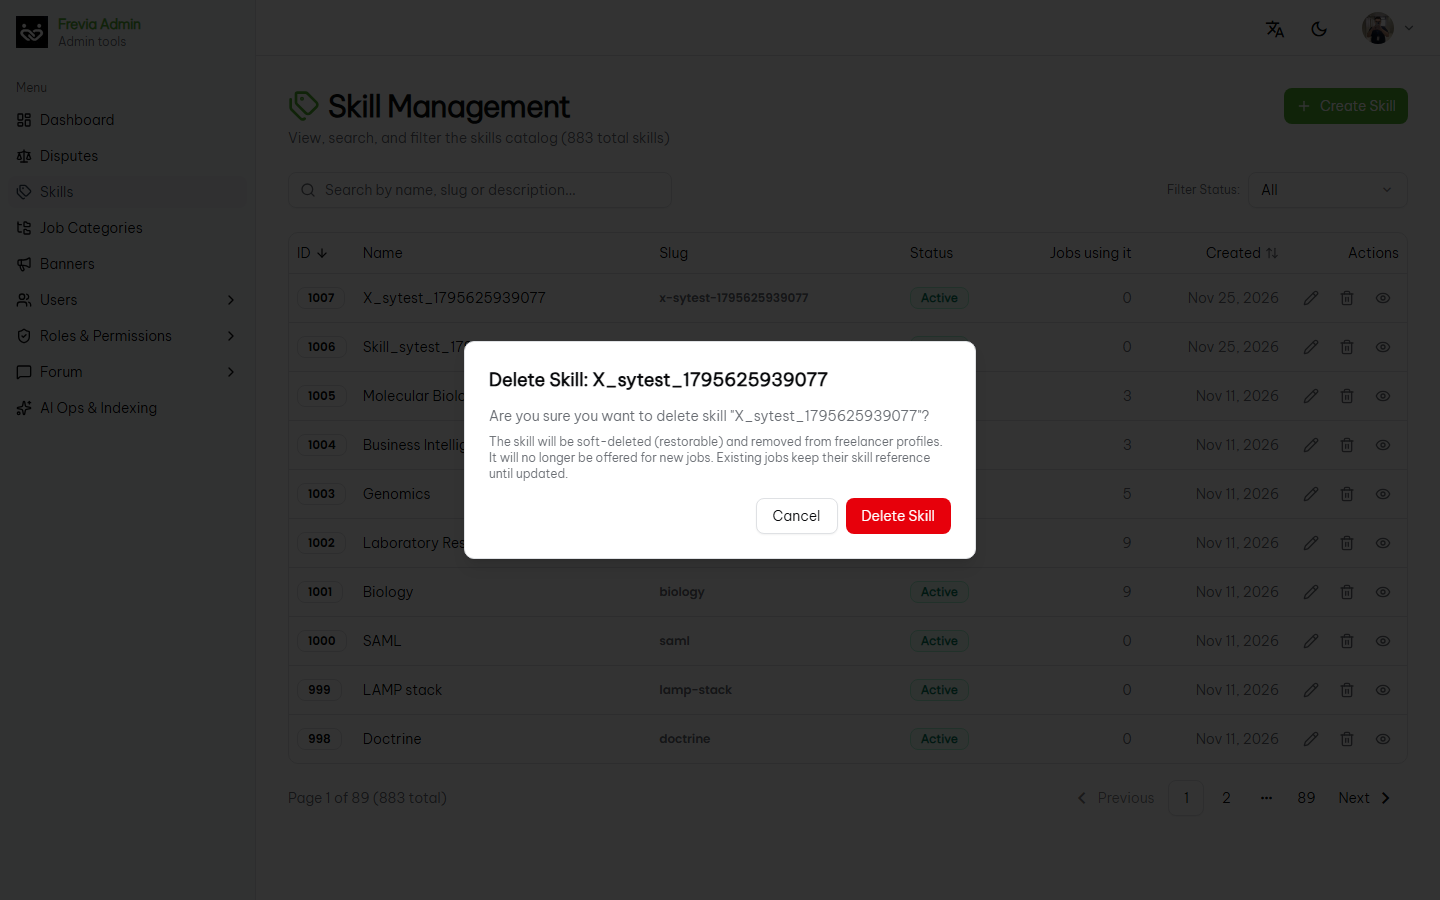 Frevia Admin
Admin tools
Menu
Dashboard
Disputes
Skills
Job Categories
Banners
Users
Roles & Permissions
Forum
AI Ops & Indexing
Skill Management
View, search, and filter the skills catalog (883 total skills)
Create Skill
Search by name, slug or description...
Filter Status: All
ID Name Slug Status Jobs using it Created Actions
1007 X_sytest_1795625939077 x-sytest-1795625939077 Active 0 Nov 25, 2026
1006 Skill_sytest_17 0 Nov 25, 2026
1005 Molecular 3 Nov 11, 2026
1004 Business 3 Nov 11, 2026
1003 Genomics 5 Nov 11, 2026
1002 Laboratory 9 Nov 11, 2026
1001 Biology biology Active 9 Nov 11, 2026
1000 SAML saml Active 0 Nov 11, 2026
999 LAMP stack lamp-stack Active 0 Nov 11, 2026
998 Doctrine doctrine Active 0 Nov 11, 2026
Delete Skill: X_sytest_1795625939077
Are you sure you want to delete skill "X_sytest_1795625939077"?
The skill will be soft-deleted (restorable) and removed from freelancer profiles.
It will no longer be offered for new jobs. Existing jobs keep their skill reference
until updated.
Cancel Delete Skill
Page 1 of 89 (883 total)
Previous 1 2 ... 89 Next